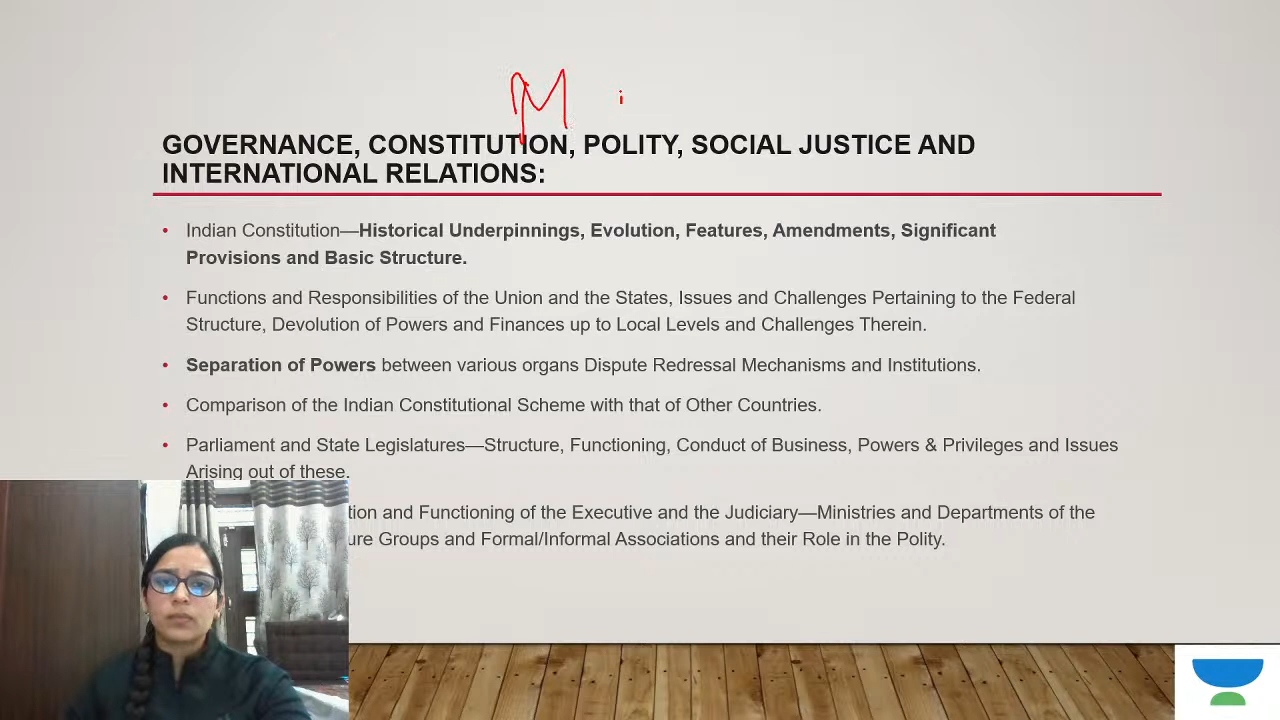 M i
GOVERNANCE, CONSTITUTION, POLITY, SOCIAL JUSTICE AND
INTERNATIONAL RELATIONS:
• Indian Constitution—Historical Underpinnings, Evolution, Features, Amendments, Significant
Provisions and Basic Structure.
• Functions and Responsibilities of the Union and the States, Issues and Challenges Pertaining to the Federal
Structure, Devolution of Powers and Finances up to Local Levels and Challenges Therein.
• Separation of Powers between various organs Dispute Redressal Mechanisms and Institutions.
• Comparison of the Indian Constitutional Scheme with that of Other Countries.
• Parliament and State Legislatures—Structure, Functioning, Conduct of Business, Powers & Privileges and Issues
Arising out of these.
tion and Functioning of the Executive and the Judiciary—Ministries and Departments of the
ure Groups and Formal/Informal Associations and their Role in the Polity.